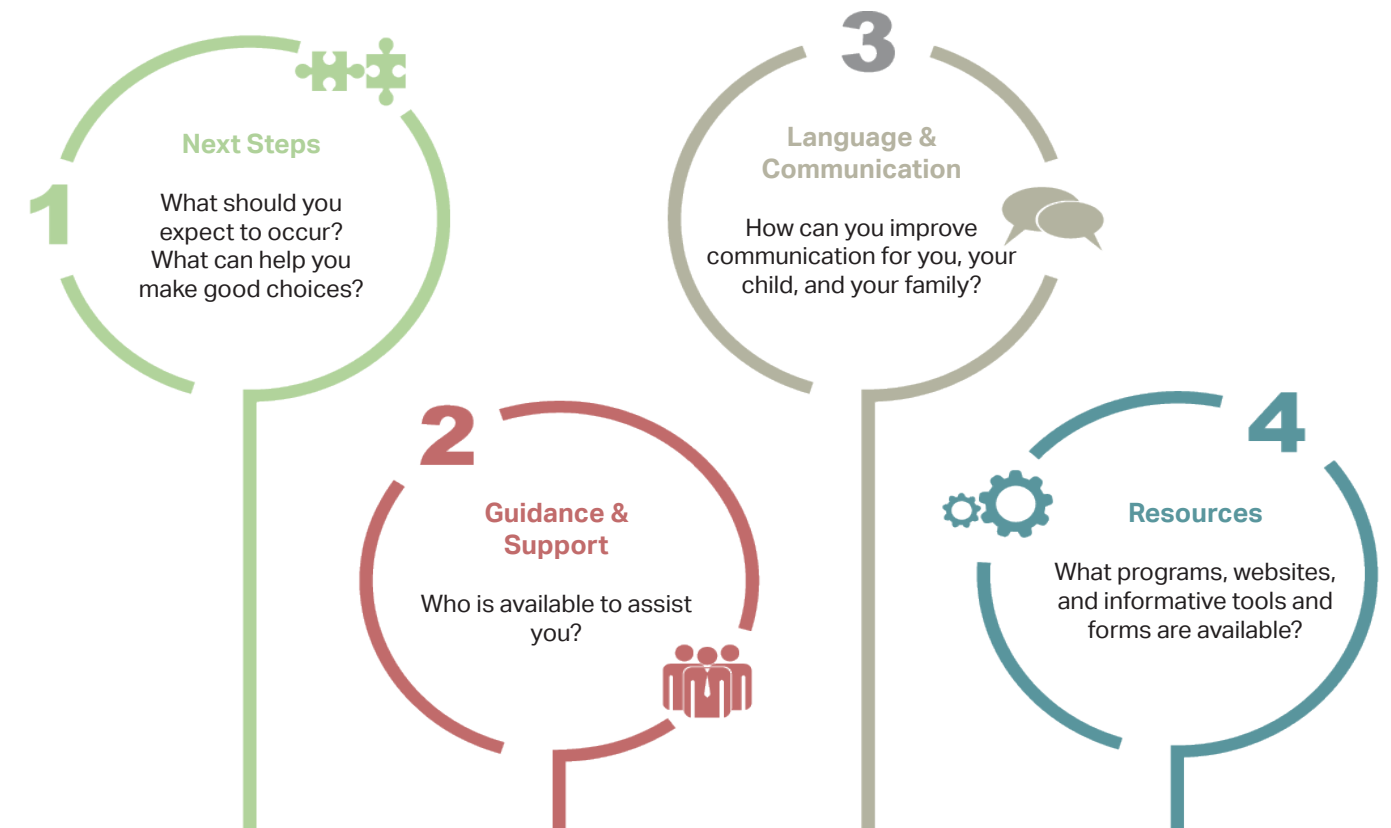 1
Next Steps
What should you
expect to occur?
What can help you
make good choices?
2
Guidance &
Support
Who is available to assist
you?
3
Language &
Communication
How can you improve
communication for you, your
child, and your family?
4
Resources
What programs, websites,
and informative tools and
forms are available?